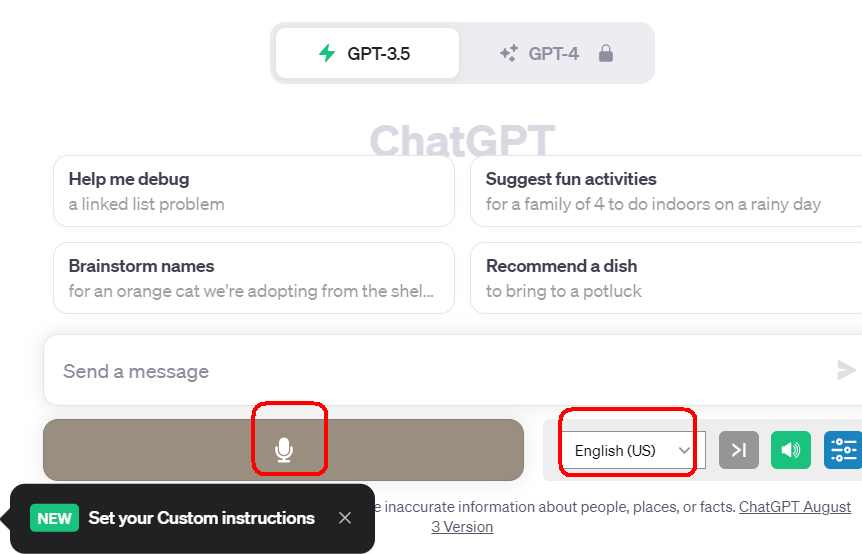 GPT-3.5
GPT-4
ChatGPT
Help me debug
a linked list problem
Suggest fun activities
for a family of 4 to do indoors on a rainy day
Brainstorm names
for an orange cat we're adopting from the shel...
Recommend a dish
to bring to a potluck
Send a message
English (US)
NEW Set your Custom instructions
inaccurate information about people, places, or facts. ChatGPT August
3 Version